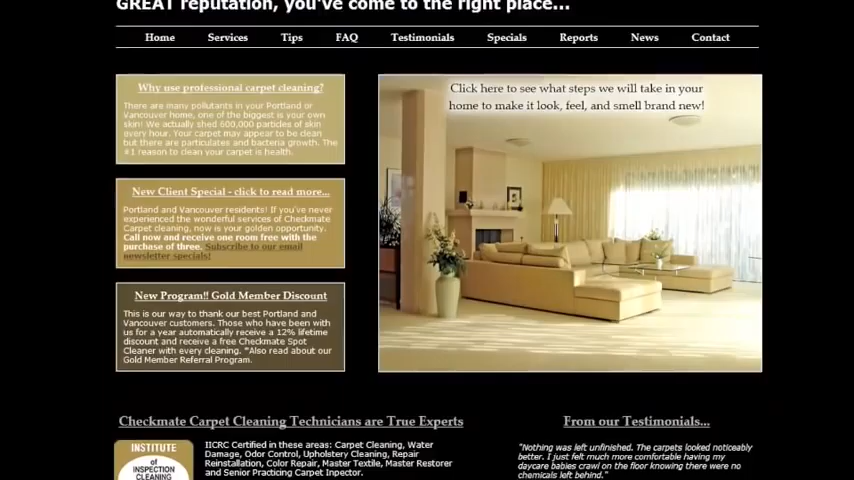 GREAT reputation, you've come to the right place...
Home Services Tips FAQ Testimonials Specials Reports News Contact
Why use professional carpet cleaning?
There are many pollutants in your Portland or
Vancouver home, one of the biggest is your own
skin! We actually shed 600,000 particles of skin
every hour. Your carpet may appear to be clean
but there are particulates and bacteria growth. The
#1 reason to clean your carpet is health.
New Client Special - click to read more...
Portland and Vancouver residents! If you've never
experienced the wonderful services of Checkmate
Carpet cleaning, now is your golden opportunity.
Call now and receive one room free with the
purchase of three. Subscribe to our email
newsletter specials!
New Program!! Gold Member Discount
This is our way to thank our best Portland and
Vancouver customers. Those who have been with
us for a year automatically receive a 12% lifetime
discount and receive a free Checkmate Spot
Cleaner with every cleaning. *Also read about our
Gold Member Referral Program.
Click here to see what steps we will take in your
home to make it look, feel, and smell brand new!
Checkmate Carpet Cleaning Technicians are True Experts
INSTITUTE
of
INSPECTION
CLEANING
IICRC Certified in these areas: Carpet Cleaning, Water
Damage, Odor Control, Upholstery Cleaning, Repair
Reinstallation, Color Repair, Master Textile, Master Restorer
and Senior Practicing Carpet Inspector.
From our Testimonials...
"Nothing was left unfinished. The carpets looked noticeably
better. I just felt much more comfortable having my
daycare babies crawl on the floor knowing there were no
chemicals left behind."